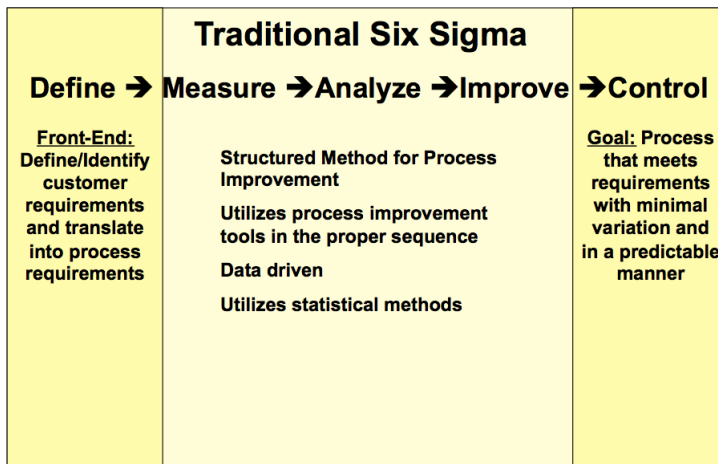 Traditional Six Sigma
Define ➔ Measure ➔Analyze ➔Improve ➔Control
Front-End:
Define/Identify
customer
requirements
and translate
into process
requirements
Structured Method for Process
Improvement
Utilizes process improvement
tools in the proper sequence
Data driven
Utilizes statistical methods
Goal: Process
that meets
requirements
with minimal
variation and
in a predictable
manner